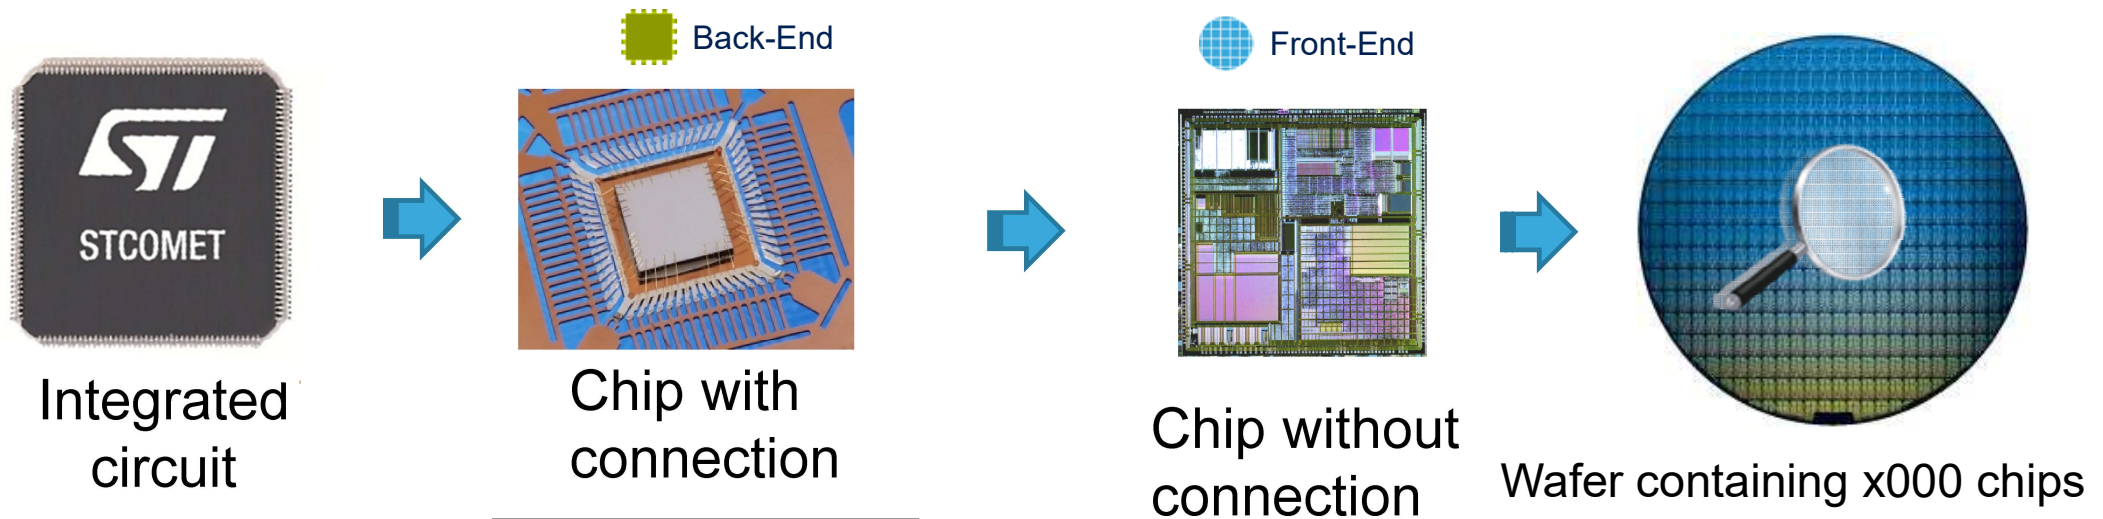 Back-End
Front-End
ST
STCOMET
Integrated
circuit
Chip with
connection
Chip without
connection
Wafer containing x000 chips